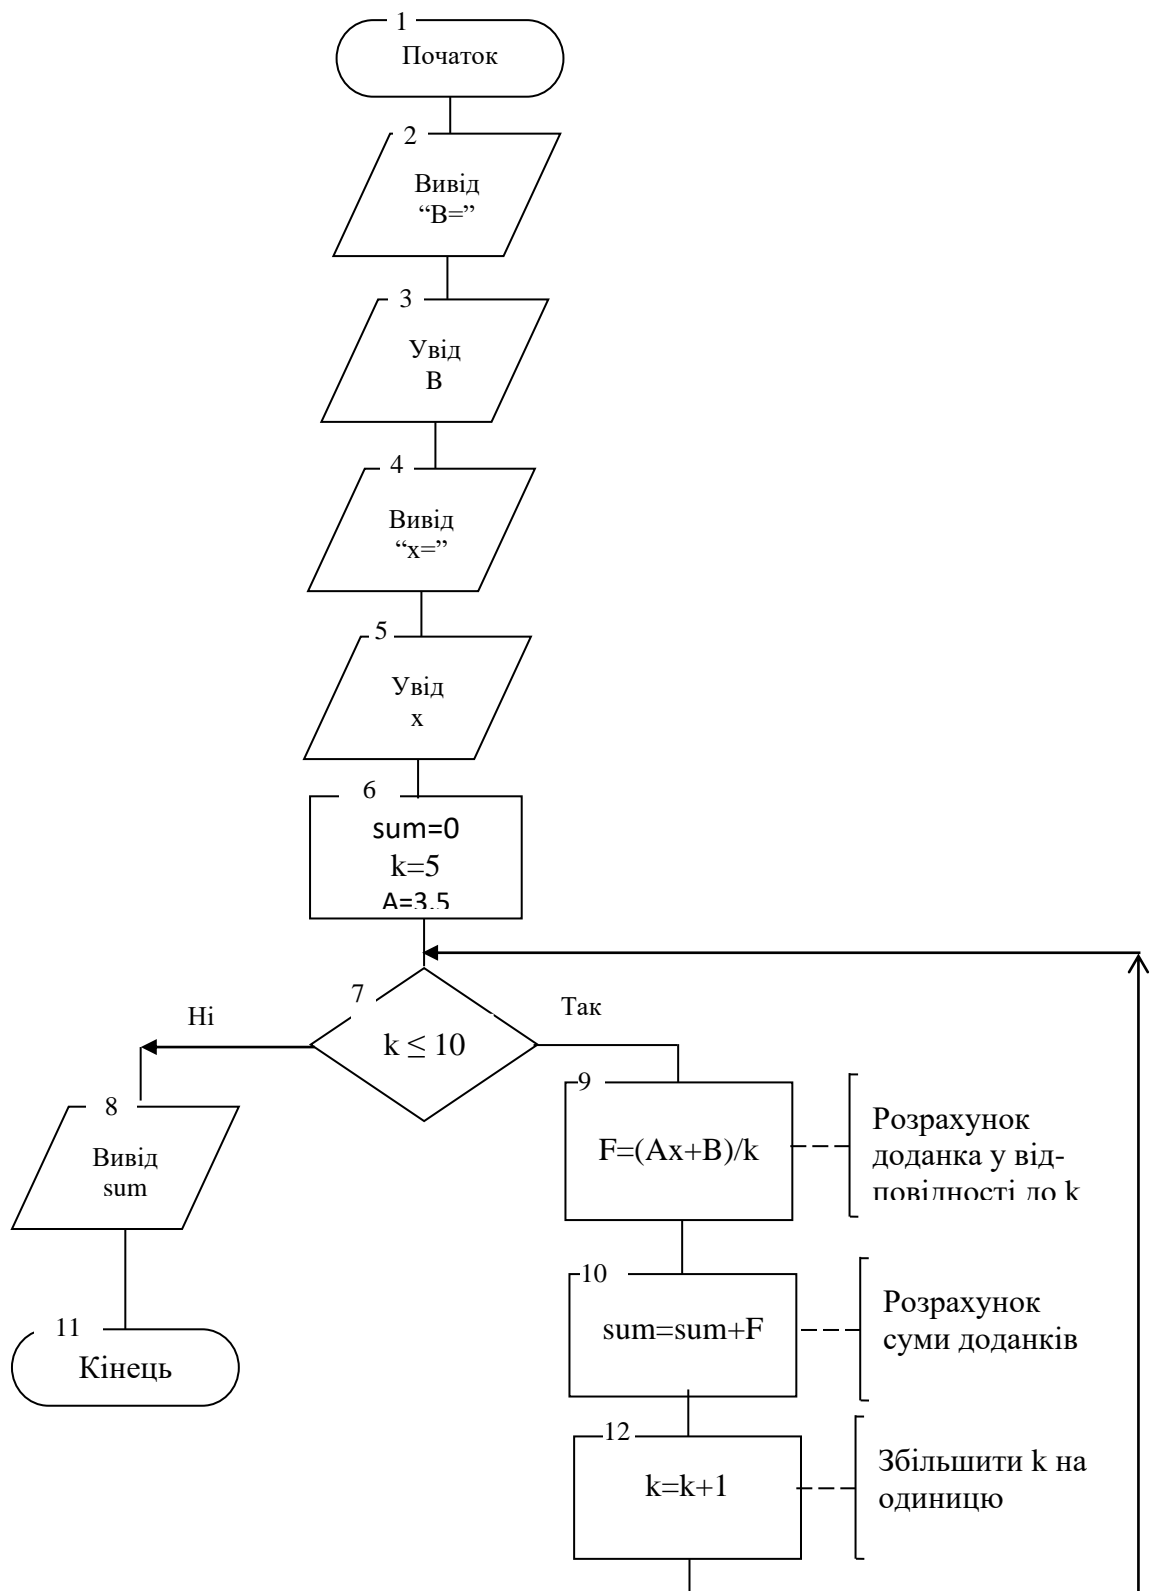 1
Початок
2
Вивід
“B=”
3
Увід
B
4
Вивід
“x=”
5
Увід
x
6
sum=0
k=5
A=3.5
7
k ≤ 10
Ні
Так
8
Вивід
sum
11
Кінець
9
F=(Ax+B)/k
Розрахунок
доданка у від-
повідності до k
10
sum=sum+F
Розрахунок
суми доданків
12
k=k+1
Збільшити k на
одиницю